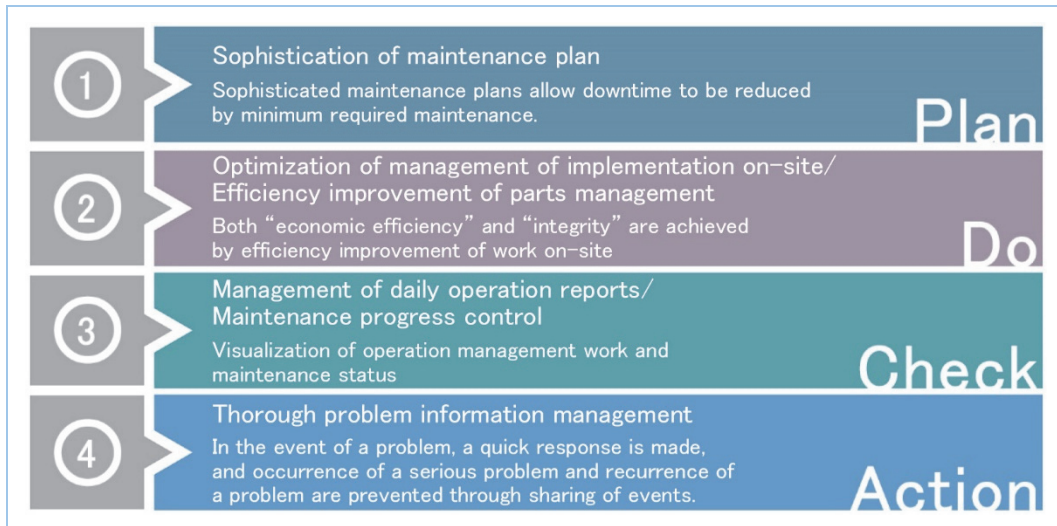 1
Sophistication of maintenance plan
Sophisticated maintenance plans allow downtime to be reduced
by minimum required maintenance.
Plan
2
Optimization of management of implementation on-site/
Efficiency improvement of parts management
Both “economic efficiency” and “integrity” are achieved
by efficiency improvement of work on-site
Do
3
Management of daily operation reports/
Maintenance progress control
Visualization of operation management work and
maintenance status
Check
4
Thorough problem information management
In the event of a problem, a quick response is made,
and occurrence of a serious problem and recurrence of
a problem are prevented through sharing of events.
Action